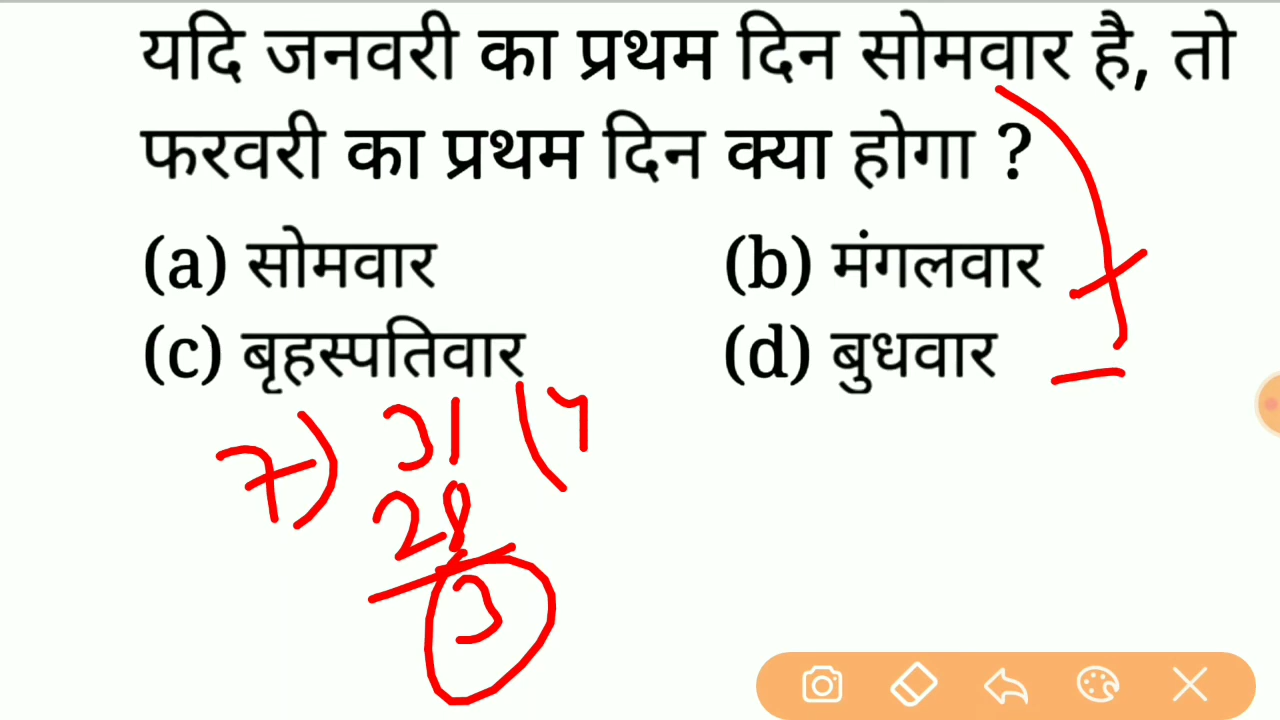 यदि जनवरी का प्रथम दिन सोमवार है, तो
फरवरी का प्रथम दिन क्या होगा ?
(a) सोमवार (b) मंगलवार
(c) बृहस्पतिवार (d) बुधवार
7) 31 (4
28
3